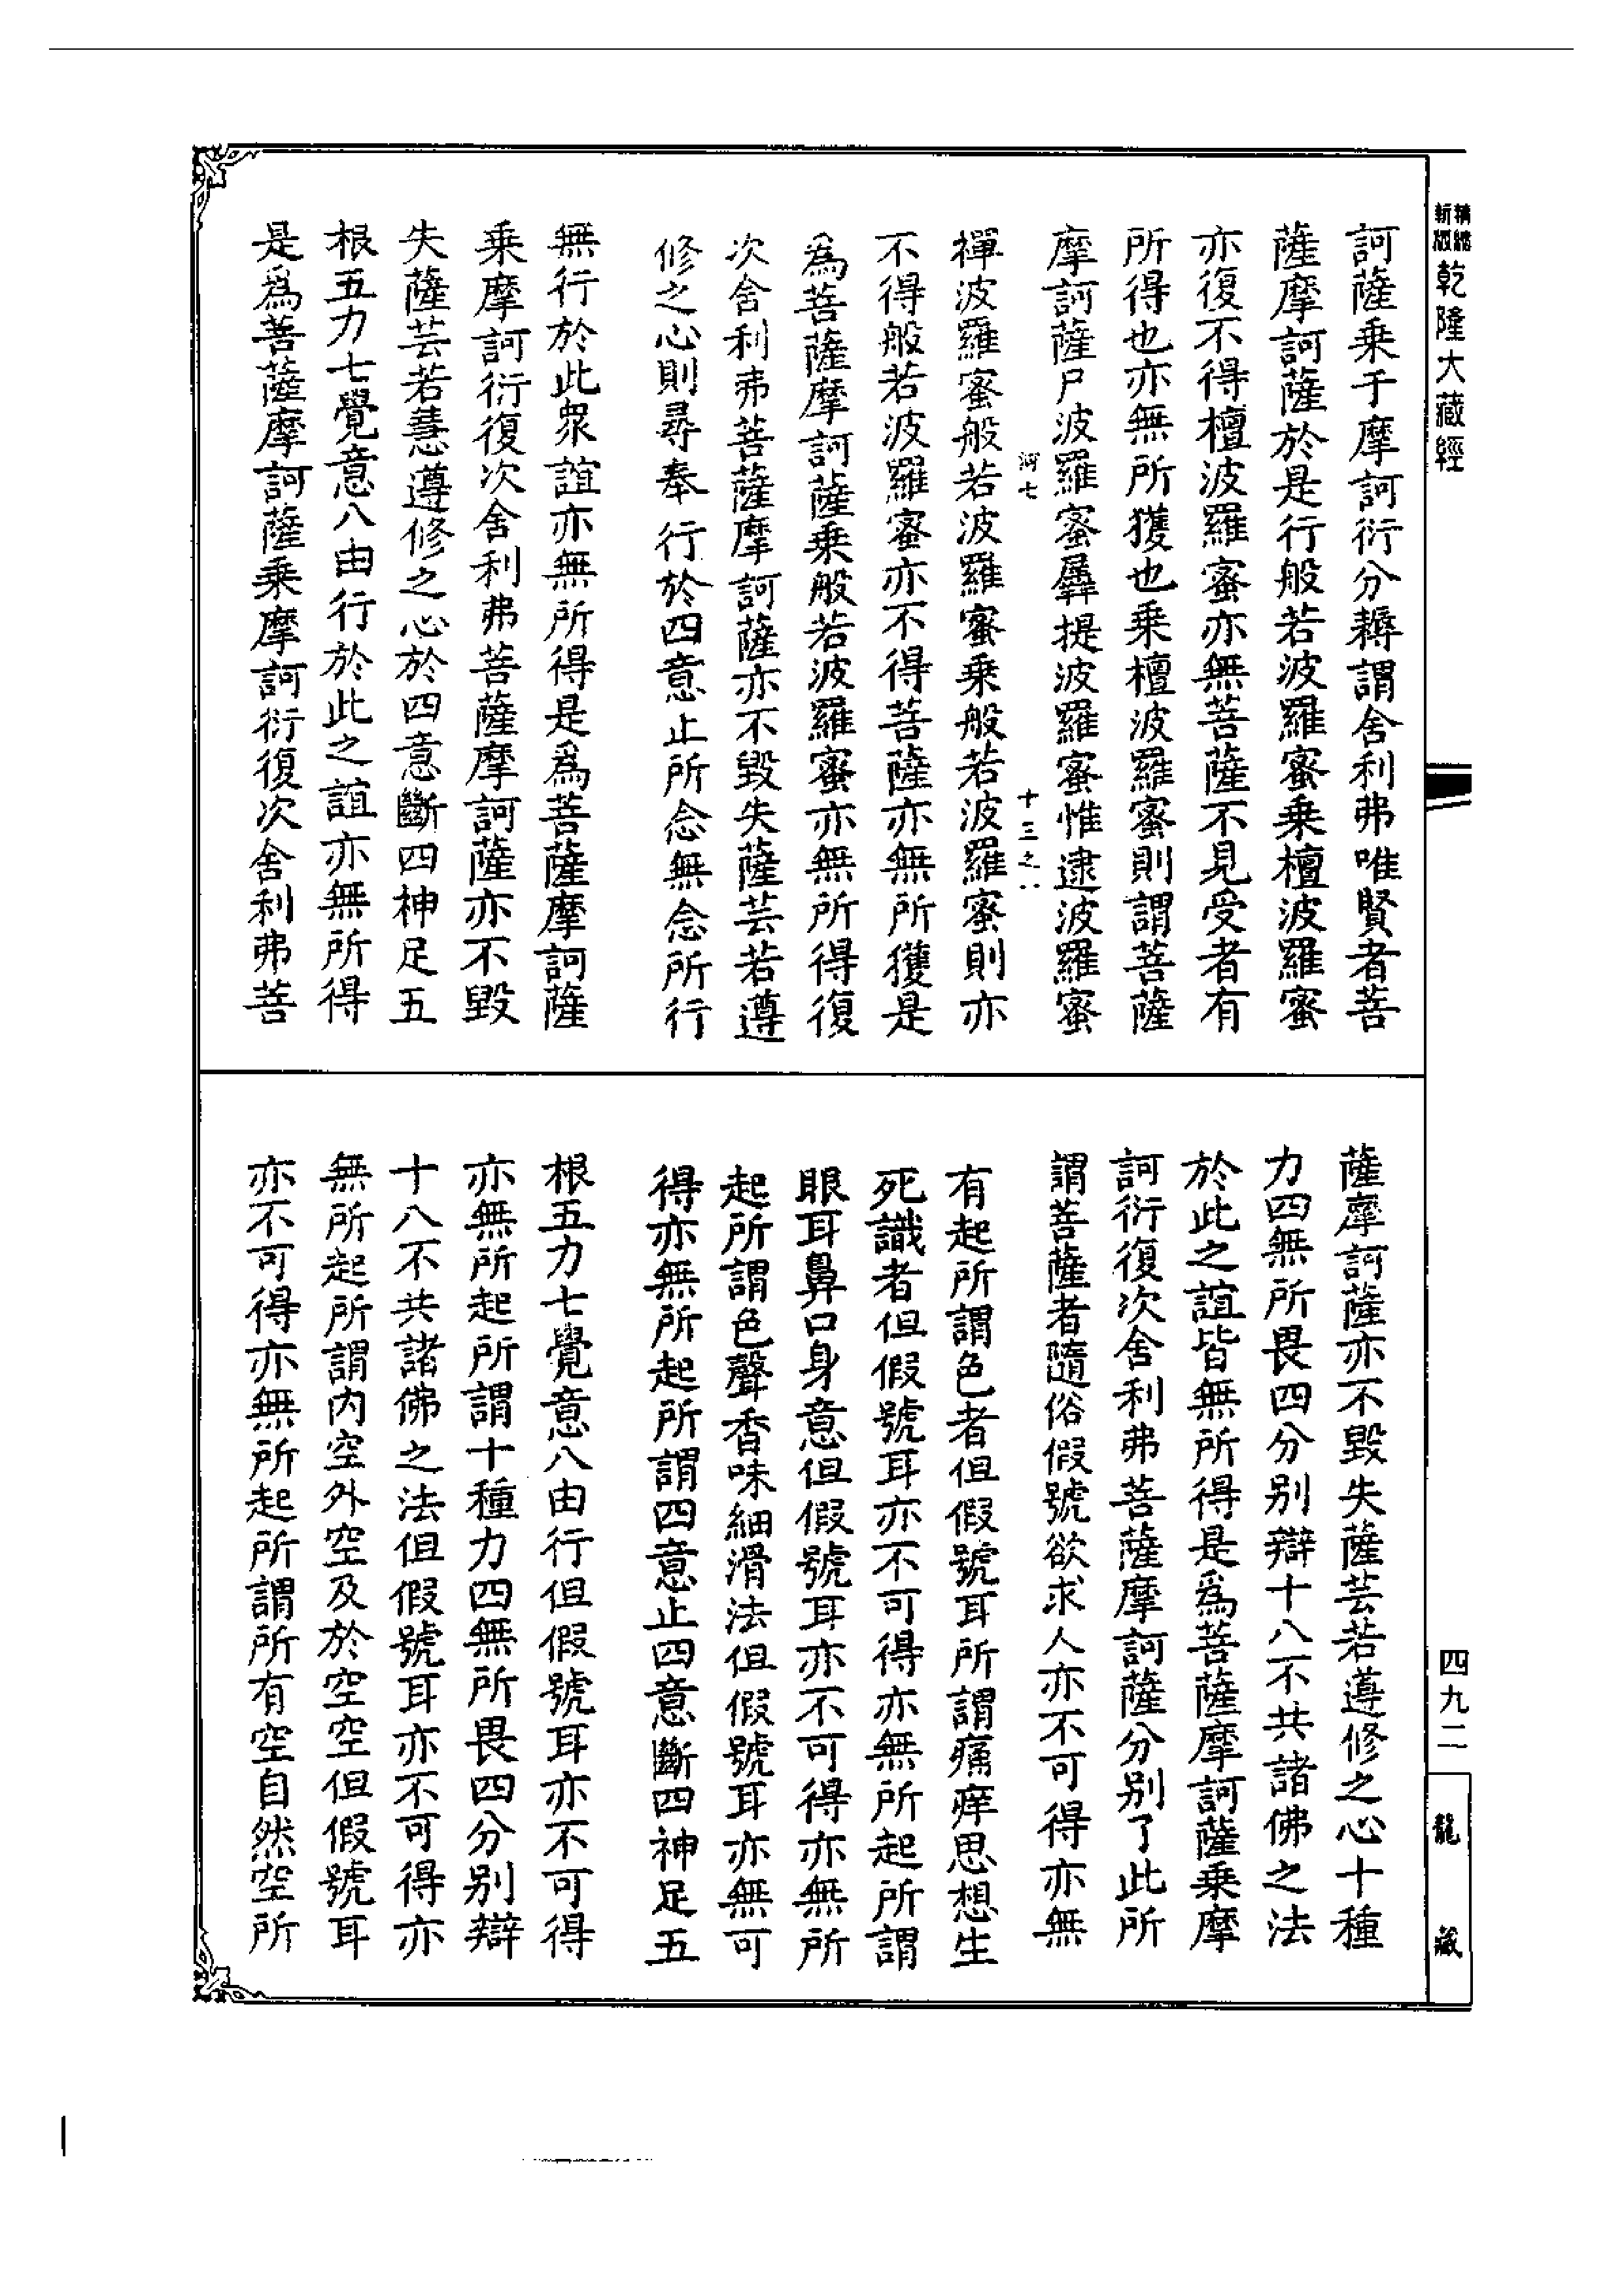 新版精縮
乾隆大藏經
訶薩乘于摩訶衍分耨謂舍利弗唯賢者菩
薩摩訶薩於是行般若波羅蜜乘檀波羅蜜
亦復不得檀波羅蜜亦無菩薩不見受者有
所得也亦無所獲也乘檀波羅蜜則謂菩薩
摩訶薩尸波羅蜜羼提波羅蜜惟逮波羅蜜
河七 十三之八
禪波羅蜜般若波羅蜜乘般若波羅蜜則亦
不得般若波羅蜜亦不得菩薩亦無所獲是
為菩薩摩訶薩乘般若波羅蜜亦無所得復
次舍利弗菩薩摩訶薩亦不毀失薩芸若遵
修之心則尋奉行於四意止所念無念所行
無行於此衆誼亦無所得是爲菩薩摩訶薩
乘摩訶衍復次舍利弗菩薩摩訶薩亦不毀
失薩芸若慧遵修之心於四意斷四神足五
根五力七覺意八由行於此之誼亦無所得
是爲菩薩摩訶薩乘摩訶衍復次舍利弗菩
薩摩訶薩亦不毀失薩芸若遵修之心十種
力四無所畏四分別辯十八不共諸佛之法
於此之誼皆無所得是爲菩薩摩訶薩乘摩
訶衍復次舍利弗菩薩摩訶薩分別了此所
謂菩薩者隨俗假號欲求人亦不可得亦無
有起所謂色者但假號耳所謂痛痒思想生
死識者但假號耳亦不可得亦無所起所謂
眼耳鼻口身意但假號耳亦不可得亦無所
起所謂色聲香味細滑法但假號耳亦無可
得亦無所起所謂四意止四意斷四神足五
根五力七覺意八由行但假號耳亦不可得
亦無所起所謂十種力四無所畏四分別辯
十八不共諸佛之法但假號耳亦不可得亦
無所起所謂内空外空及於空空但假號耳
亦不可得亦無所起所謂所有空自然空所
四九二
龍藏